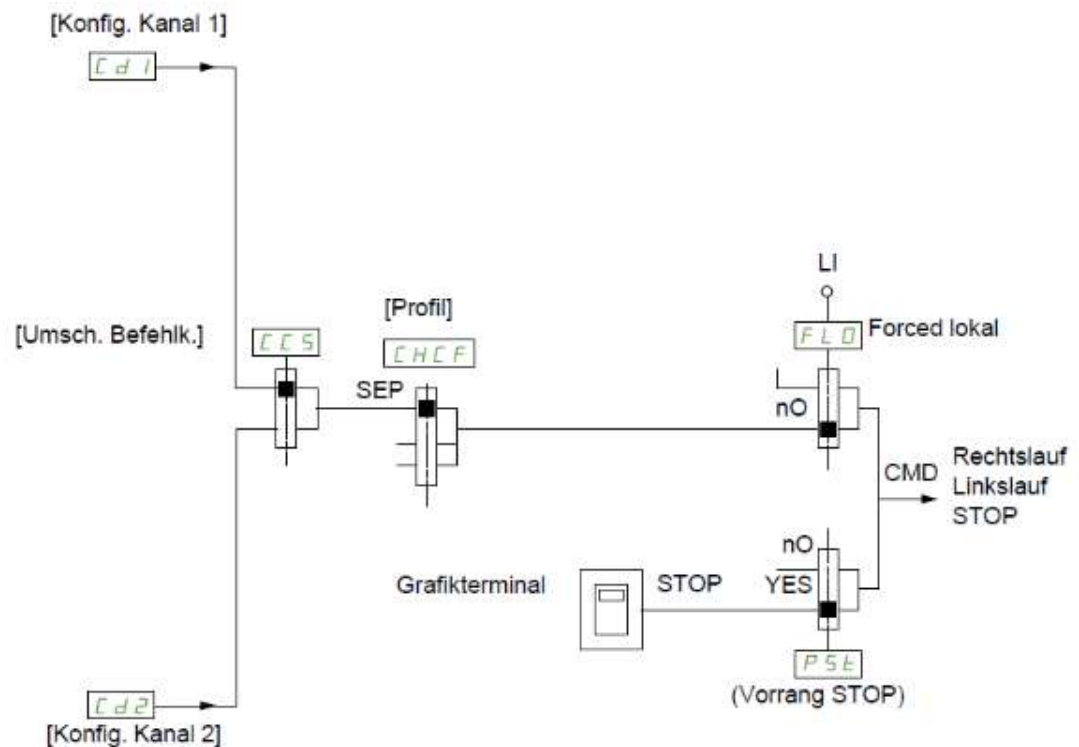 [Konfig. Kanal 1]
Cd1
LI
[Profil]
[Umsch. Befehlk.]
CCS
CHCF
FLO
Forced lokal
SEP
nO
CMD
Rechtslauf
Linkslauf
STOP
nO
Grafikterminal
STOP
YES
PSt
(Vorrang STOP)
Cd2
[Konfig. Kanal 2]